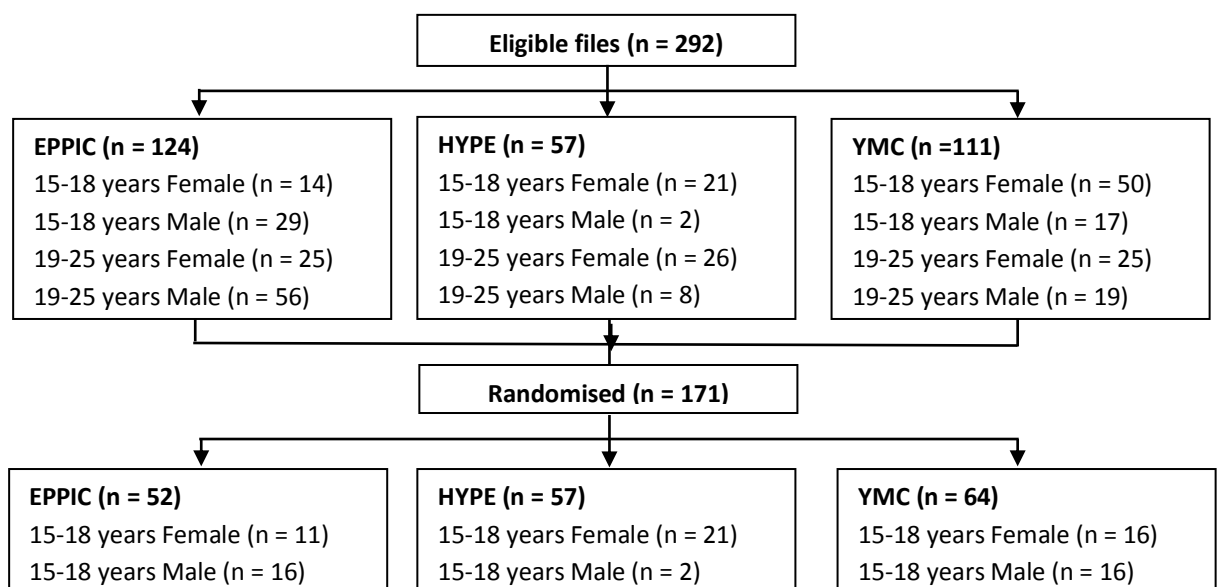 Eligible files (n = 292)
EPPIC (n = 124)
15-18 years Female (n = 14)
15-18 years Male (n = 29)
19-25 years Female (n = 25)
19-25 years Male (n = 56)
HYPE (n = 57)
15-18 years Female (n = 21)
15-18 years Male (n = 2)
19-25 years Female (n = 26)
19-25 years Male (n = 8)
YMC (n =111)
15-18 years Female (n = 50)
15-18 years Male (n = 17)
19-25 years Female (n = 25)
19-25 years Male (n = 19)
Randomised (n = 171)
EPPIC (n = 52)
15-18 years Female (n = 11)
15-18 years Male (n = 16)
HYPE (n = 57)
15-18 years Female (n = 21)
15-18 years Male (n = 2)
YMC (n = 64)
15-18 years Female (n = 16)
15-18 years Male (n = 16)